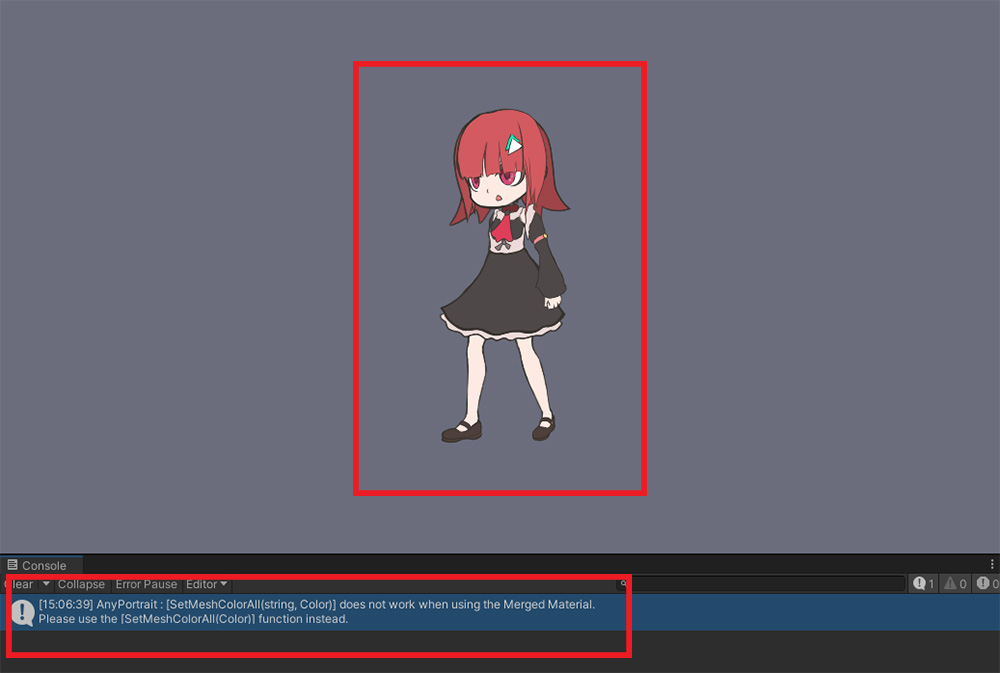 Console
Clear Collapse Error Pause Editor 1 0 0
[15:06:39] AnyPortrait : [SetMeshColorAll(string, Color)] does not work when using the Merged Material.
Please use the [SetMeshColorAll(Color)] function instead.